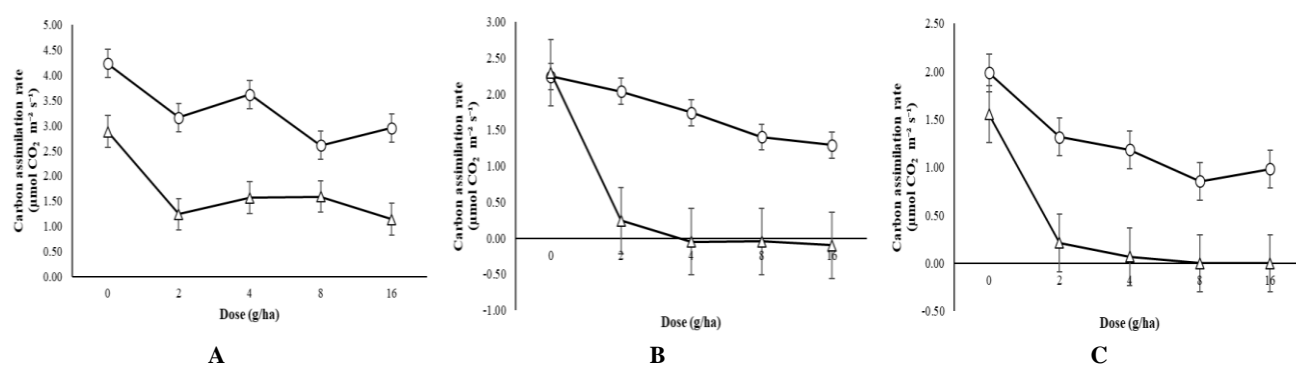 5.00
4.50
4.00
3.50
3.00
2.50
2.00
1.50
1.00
0.50
0.00
Carbon assimilation rate
(µmol CO₂ m⁻² s⁻¹)
0 2 4 8 16
Dose (g/ha)
A
3.00
2.50
2.00
1.50
1.00
0.50
0.00
-0.50
-1.00
Carbon assimilation rate
(µmol CO₂ m⁻² s⁻¹)
0 2 4 8 16
Dose (g/ha)
B
2.50
2.00
1.50
1.00
0.50
0.00
-0.50
Carbon assimilation rate
(µmol CO₂ m⁻² s⁻¹)
0 2 4 8 16
Dose (g/ha)
C